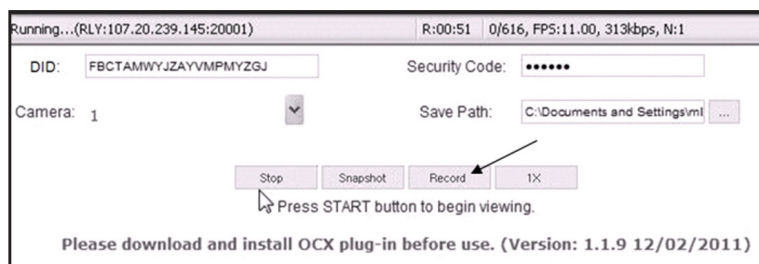 Running...(RLY:107.20.239.145:20001) R:00:51 0/616, FPS:11.00, 313kbps, N:1
DID: FBCTAMWYJZAYVMPMYZGJ Security Code: ••••••
Camera: 1 Save Path: C:\Documents and Settings\ml ...
Stop Snapshot Record 1X
Press START button to begin viewing.
Please download and install OCX plug-in before use. (Version: 1.1.9 12/02/2011)